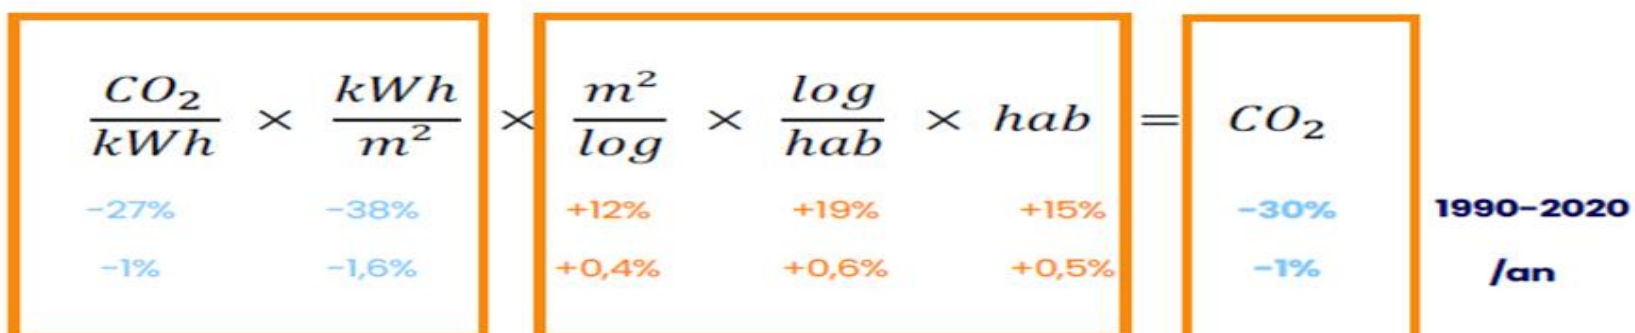 CO₂/kWh × kWh/m² × m²/log × log/hab × hab = CO₂
−27% −38% +12% +19% +15% −30% 1990−2020
−1% −1,6% +0,4% +0,6% +0,5% −1% /an